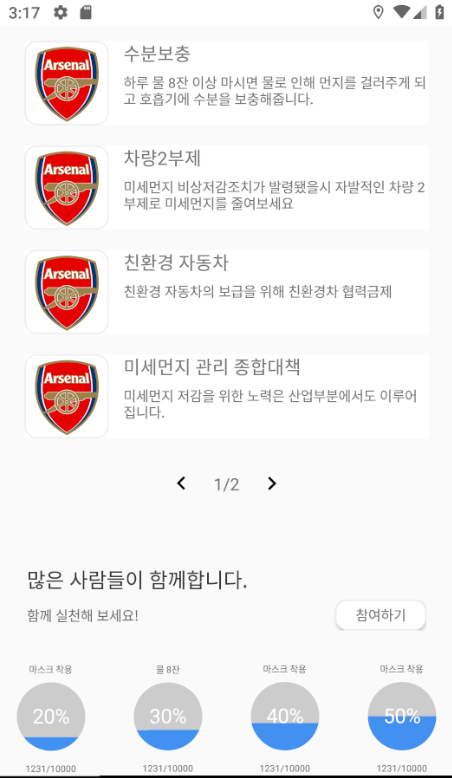 3:17
Arsenal
수분보충
하루 물 8잔 이상 마시면 물로 인해 먼지를 걸러주게 되
고 호흡기에 수분을 보충해줍니다.
Arsenal
차량2부제
미세먼지 비상저감조치가 발령됐을시 자발적인 차량 2
부제로 미세먼지를 줄여보세요
Arsenal
친환경 자동차
친환경 자동차의 보급을 위해 친환경차 협력금제
Arsenal
미세먼지 관리 종합대책
미세먼지 저감을 위한 노력은 산업부분에서도 이루어
집니다.
1/2
많은 사람들이 함께합니다.
함께 실천해 보세요!
참여하기
마스크 착용 물 8잔 마스크 착용 마스크 착용
20% 30% 40% 50%
1231/10000 1231/10000 1231/10000 1231/10000